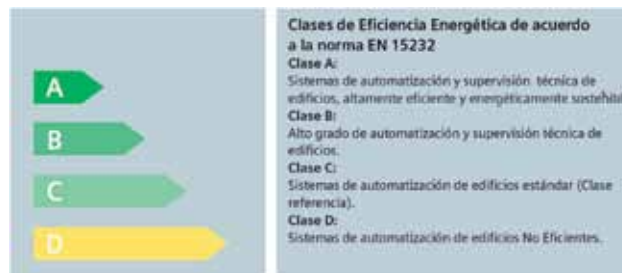 A
B
C
D
Clases de Eficiencia Energética de acuerdo
a la norma EN 15232
Clase A:
Sistemas de automatización y supervisión técnica de
edificios, altamente eficiente y energéticamente
Clase B:
Alto grado de automatización y supervisión técnica de
edificios.
Clase C:
Sistemas de automatización de edificios estándar (Clase
referencia).
Clase D:
Sistemas de automatización de edificios No Eficientes.